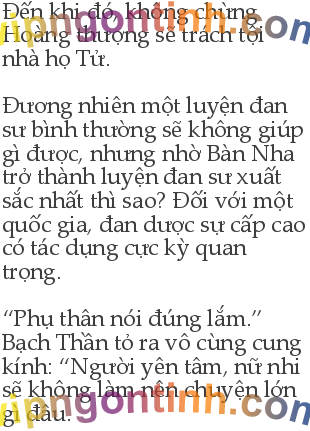 Đến khi đó, không chừng
Hoàng thượng sẽ trách tội
nhà họ Tử.
Đương nhiên một luyện đan
sư bình thường sẽ không giúp
gì được, nhưng nhờ Bàn Nha
trở thành luyện đan sư xuất
sắc nhất thì sao? Đối với một
quốc gia, đan dược sự cấp cao
có tác dụng cực kỳ quan
trọng.
“Phụ thân nói đúng lắm.”
Bạch Thần tỏ ra vô cùng cung
kính: “Người yên tâm, nữ nhi
sẽ không làm nên chuyện lớn
gì đâu.
vipngontinh.com
vipngontinh.com